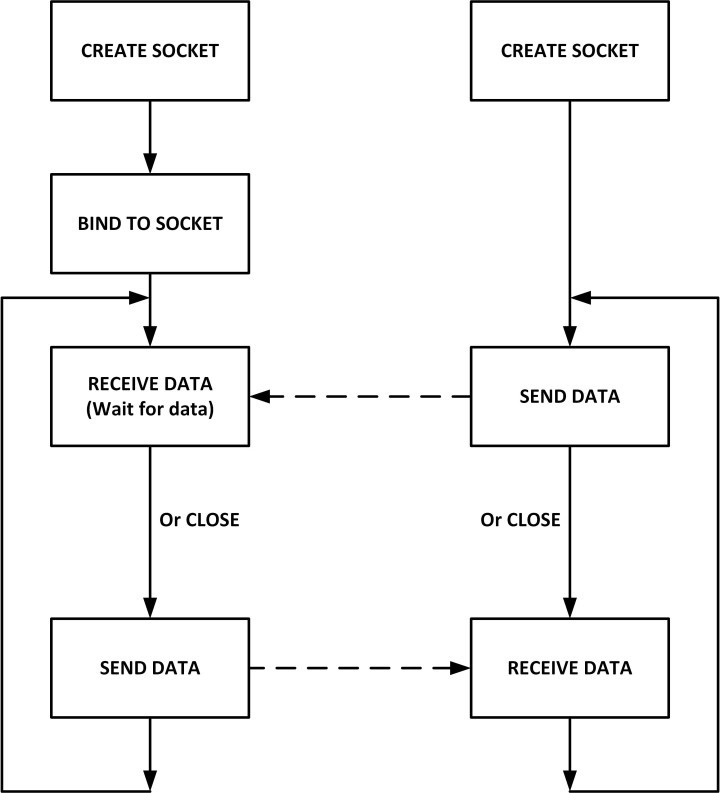 CREATE SOCKET
CREATE SOCKET
BIND TO SOCKET
RECEIVE DATA
(Wait for data)
SEND DATA
Or CLOSE
Or CLOSE
SEND DATA
RECEIVE DATA